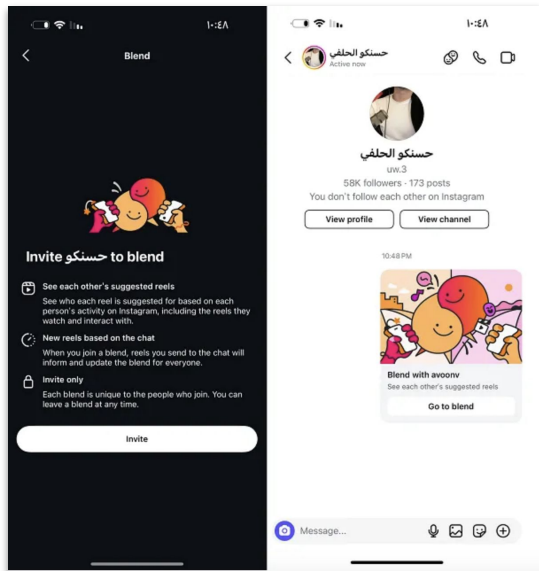 ١٠:٤٨
Blend
Invite حسنكو to blend
See each other's suggested reels
See who each reel is suggested for based on each
person's activity on Instagram, including the reels they
watch and interact with.
New reels based on the chat
When you join a blend, reels you send to the chat will
inform and update the blend for everyone.
Invite only
Each blend is unique to the people who join. You can
leave a blend at any time.
Invite
١٠:٤٨
حسنكو الحلفي
Active now
حسنكو الحلفي
uw.3
58K followers · 173 posts
You don't follow each other on Instagram
View profile
View channel
10:48 PM
Blend with avoonv
See each other's suggested reels
Go to blend
Message...